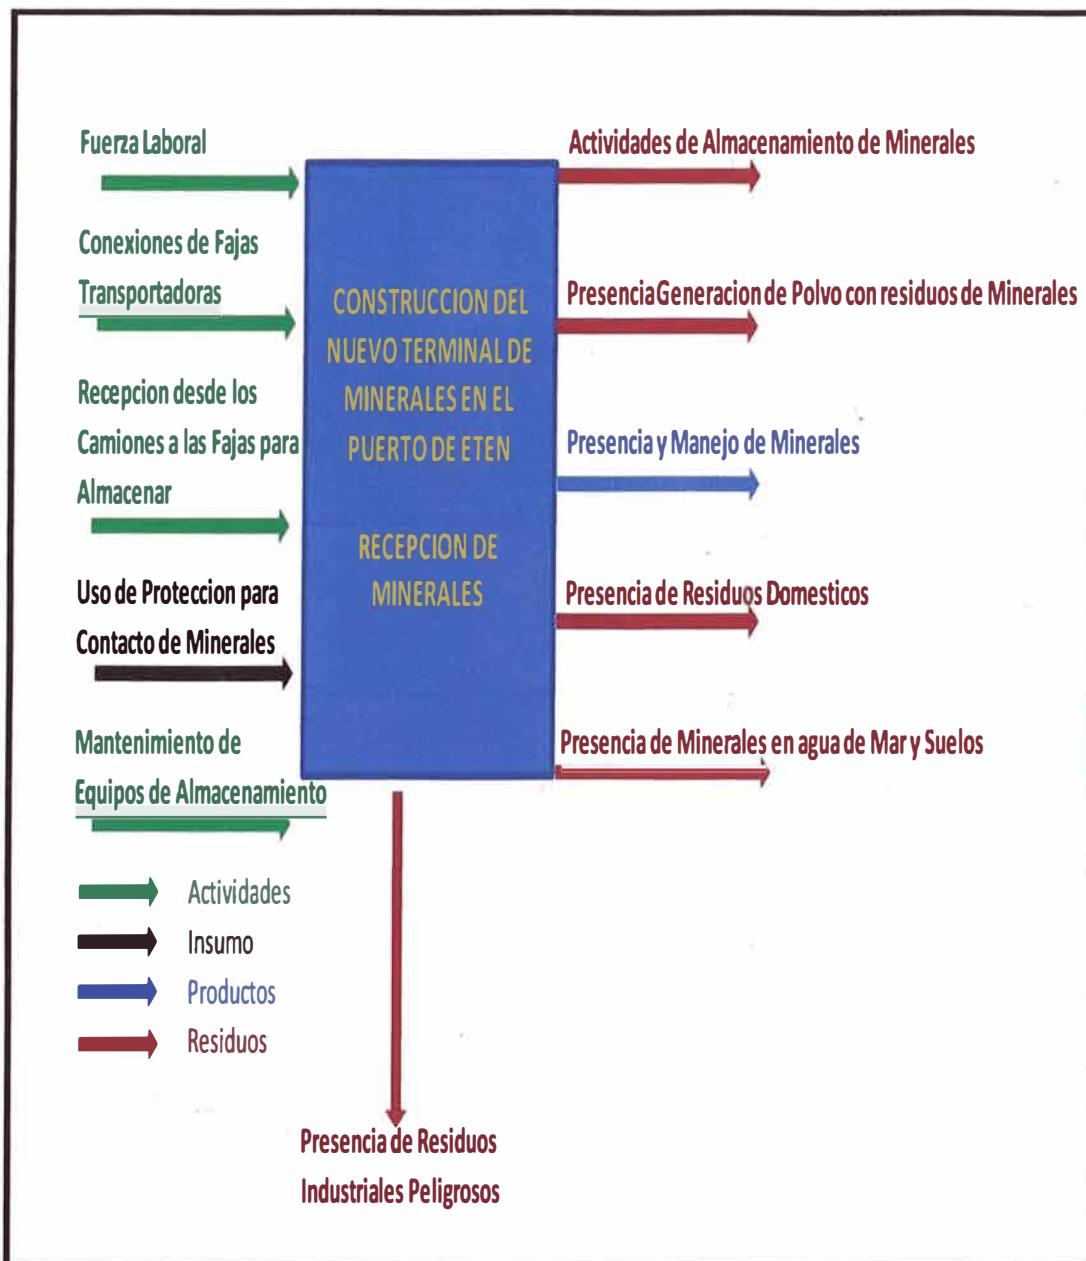 Fuerza Laboral
Conexiones de Fajas
Transportadoras
Recepcion desde los
Camiones a las Fajas para
Almacenar
Uso de Proteccion para
Contacto de Minerales
Mantenimiento de
Equipos de Almacenamiento
CONSTRUCCION DEL
NUEVO TERMINAL DE
MINERALES EN EL
PUERTO DE ETEN
RECEPCION DE
MINERALES
Actividades de Almacenamiento de Minerales
Presencia Generacion de Polvo con residuos de Minerales
Presencia y Manejo de Minerales
Presencia de Residuos Domesticos
Presencia de Minerales en agua de Mar y Suelos
Actividades
Insumo
Productos
Residuos
Presencia de Residuos
Industriales Peligrosos